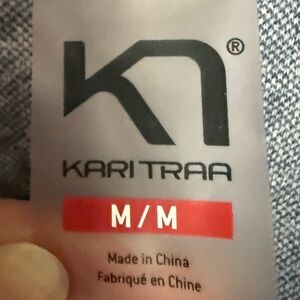 ®
KARI TRAA
M/M
Made in China
Fabriqué en Chine